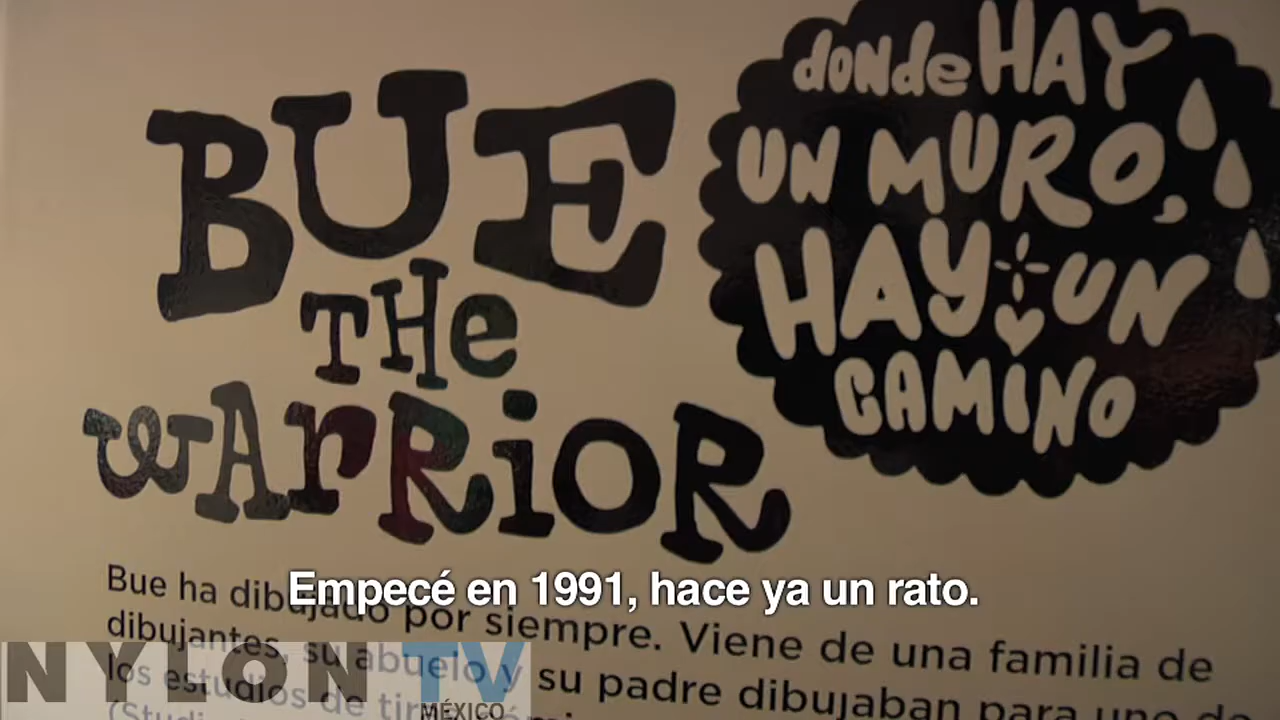 BUE
THe
WARRiOR
donde HAY
UN MURO,
HAY UN
CAMINO
Bue ha dibujado por siempre. Viene de una familia de
dibujantes, su abuelo y su padre dibujaban para uno de
los estudios de
Empecé en 1991, hace ya un rato.
NYLON TV
MÉXICO